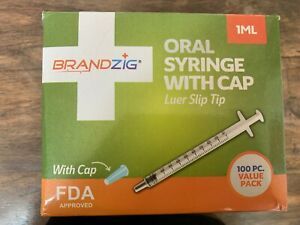 1ML
BRANDZIG®
ORAL
SYRINGE
WITH CAP
Luer Slip Tip
With Cap
FDA
APPROVED
100 PC.
VALUE
PACK